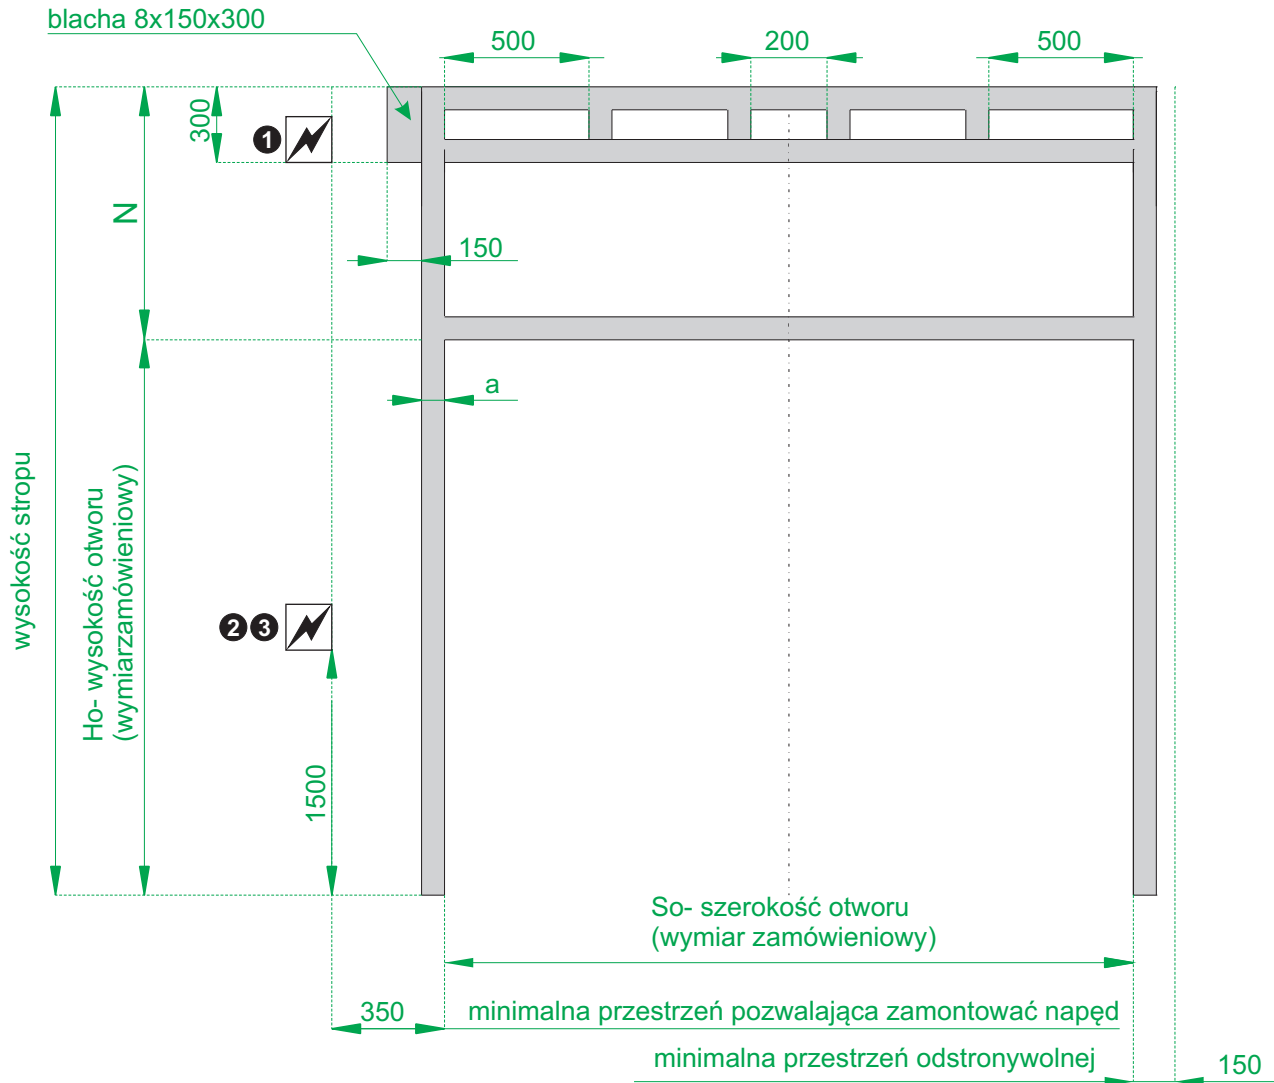 blacha 8x150x300
500
200
500
300
1
N
150
a
wysokość stropu
Ho- wysokość otworu
(wymiarzamówieniowy)
2 3
1500
So- szerokość otworu
(wymiar zamówieniowy)
350
minimalna przestrzeń pozwalająca zamontować napęd
minimalna przestrzeń odstronywolnej
150